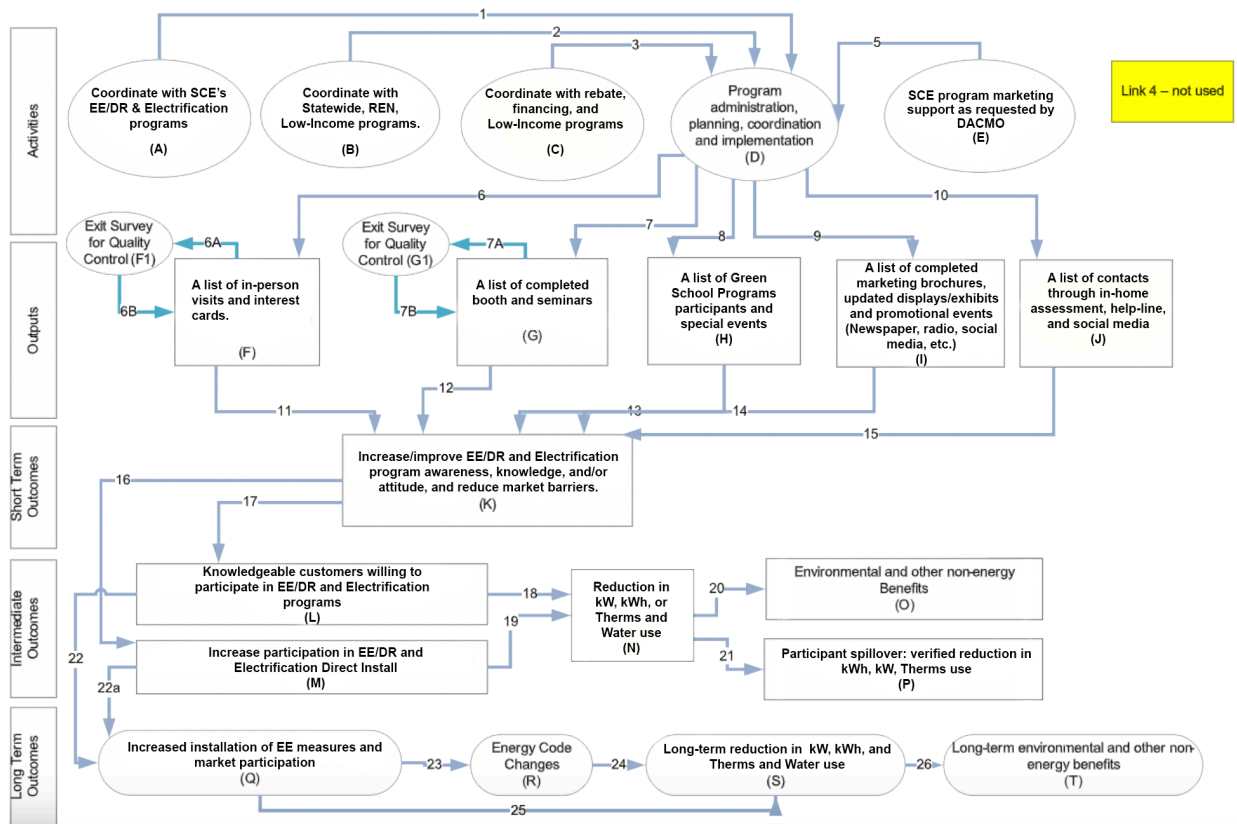 1
2
3
5
Activities
Coordinate with SCE's
EE/DR & Electrification
programs
(A)
Coordinate with
Statewide, REN,
Low-Income programs.
(B)
Coordinate with rebate,
financing, and
Low-Income programs
(C)
Program
administration,
planning, coordination
and implementation
(D)
SCE program marketing
support as requested by
DACMO
(E)
Link 4 – not used
6
7
8
9
10
Outputs
Exit Survey
for Quality
Control (F1)
6A
6B
A list of in-person
visits and interest
cards.
(F)
Exit Survey
for Quality
Control (G1)
7A
7B
A list of completed
booth and seminars
(G)
A list of Green
School Programs
participants and
special events
(H)
A list of completed
marketing brochures,
updated displays/exhibits
and promotional events
(Newspaper, radio, social
media, etc.)
(I)
A list of contacts
through in-home
assessment, help-line,
and social media
(J)
11
12
13
14
15
Short Term
Outcomes
Increase/improve EE/DR and Electrification
program awareness, knowledge, and/or
attitude, and reduce market barriers.
(K)
16
17
Intermediate
Outcomes
Knowledgeable customers willing to
participate in EE/DR and Electrification
programs
(L)
Increase participation in EE/DR and
Electrification Direct Install
(M)
18
19
Reduction in
kW, kWh, or
Therms and
Water use
(N)
20
21
Environmental and other non-energy
Benefits
(O)
Participant spillover: verified reduction in
kWh, kW, Therms use
(P)
22
22a
Long Term
Outcomes
Increased installation of EE measures and
market participation
(Q)
23
Energy Code
Changes
(R)
24
Long-term reduction in kW, kWh, and
Therms and Water use
(S)
26
Long-term environmental and other non-
energy benefits
(T)
25